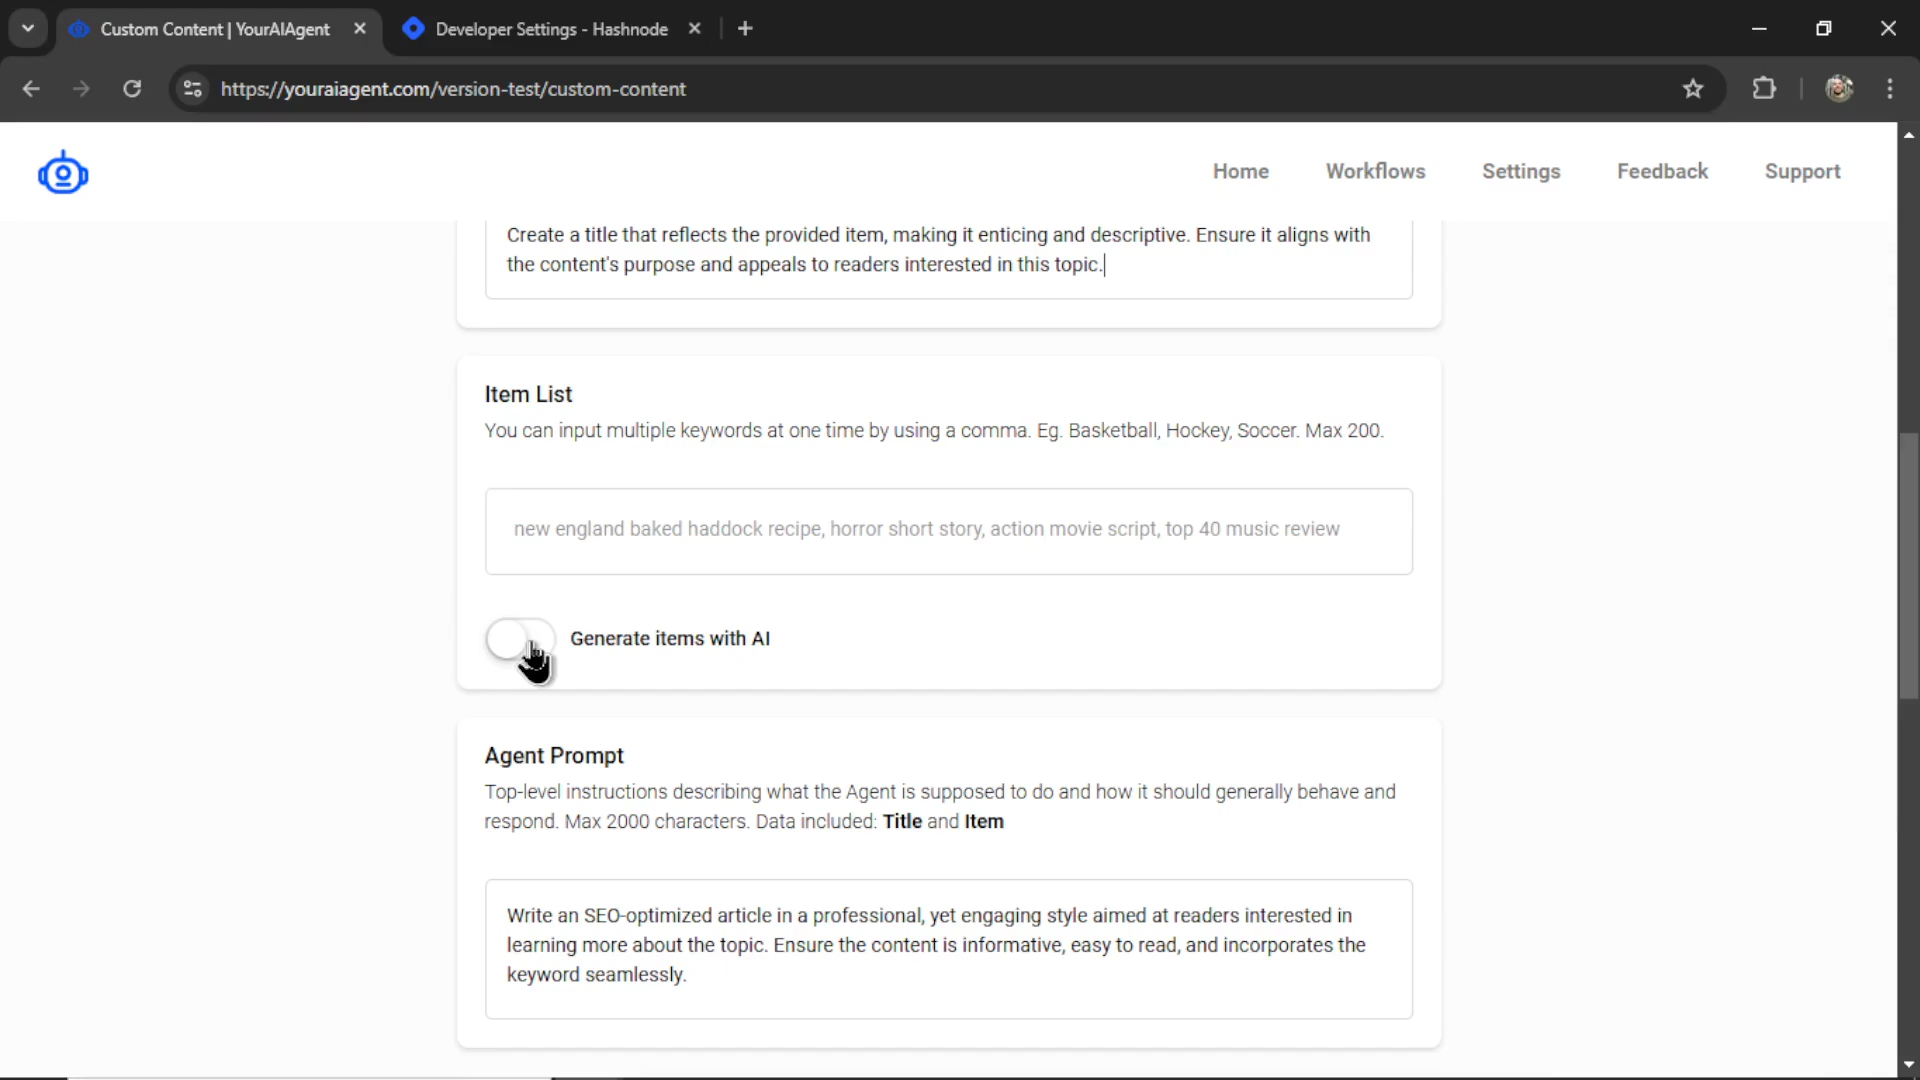 Custom Content | YourAIAgent
Developer Settings - Hashnode
https://youraiagent.com/version-test/custom-content
Home
Workflows
Settings
Feedback
Support
Create a title that reflects the provided item, making it enticing and descriptive. Ensure it aligns with
the content's purpose and appeals to readers interested in this topic.
Item List
You can input multiple keywords at one time by using a comma. Eg. Basketball, Hockey, Soccer. Max 200.
new england baked haddock recipe, horror short story, action movie script, top 40 music review
Generate items with AI
Agent Prompt
Top-level instructions describing what the Agent is supposed to do and how it should generally behave and
respond. Max 2000 characters. Data included: Title and Item
Write an SEO-optimized article in a professional, yet engaging style aimed at readers interested in
learning more about the topic. Ensure the content is informative, easy to read, and incorporates the
keyword seamlessly.